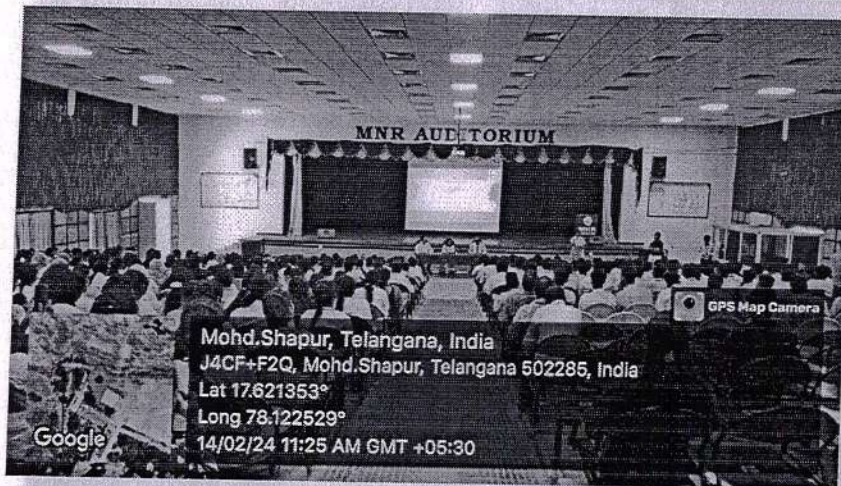 MNR AUDITORIUM
GPS Map Camera
Mohd.Shapur, Telangana, India
J4CF+F2Q, Mohd.Shapur, Telangana 502285, India
Lat 17.621353°
Long 78.122529°
14/02/24 11:25 AM GMT +05:30
Google